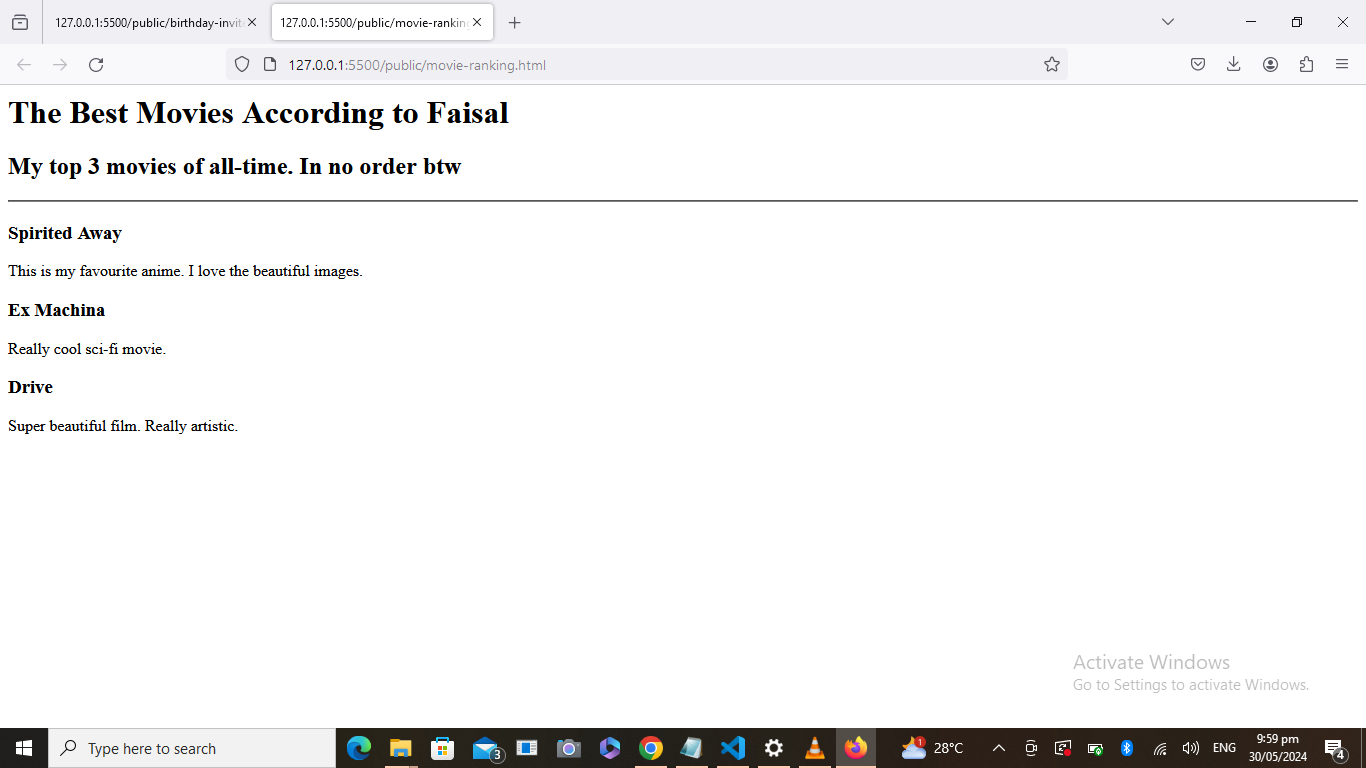 127.0.0.1:5500/public/birthday-invit
127.0.0.1:5500/public/movie-rankin
127.0.0.1:5500/public/movie-ranking.html
The Best Movies According to Faisal
My top 3 movies of all-time. In no order btw
Spirited Away
This is my favourite anime. I love the beautiful images.
Ex Machina
Really cool sci-fi movie.
Drive
Super beautiful film. Really artistic.
Activate Windows
Go to Settings to activate Windows.
Type here to search
3
1
28°C
ENG
9:59 pm
30/05/2024
4